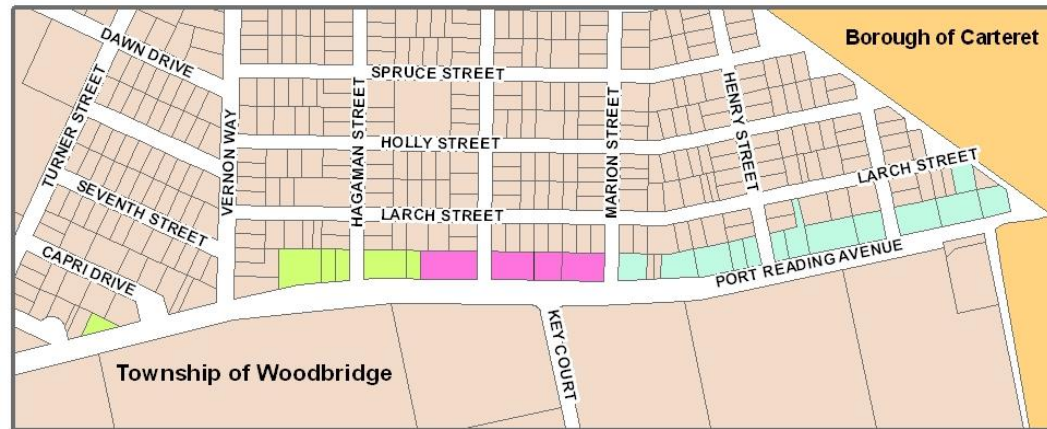 Borough of Carteret
DAWN DRIVE
SPRUCE STREET
TURNER STREET
VERNON WAY
HAGAMAN STREET
MARION STREET
HENRY STREET
HOLLY STREET
LARCH STREET
SEVENTH STREET
LARCH STREET
CAPRI DRIVE
PORT READING AVENUE
KEY COURT
Township of Woodbridge